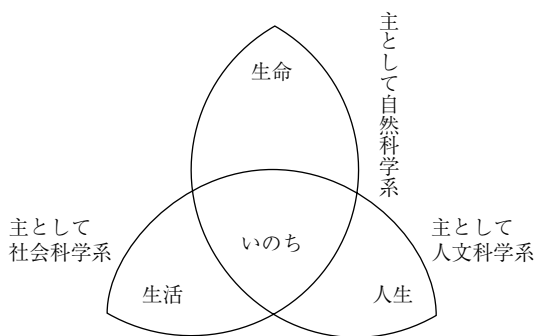 生命
主として自然科学系
主として
社会科学系
いのち
主として
人文科学系
生活
人生